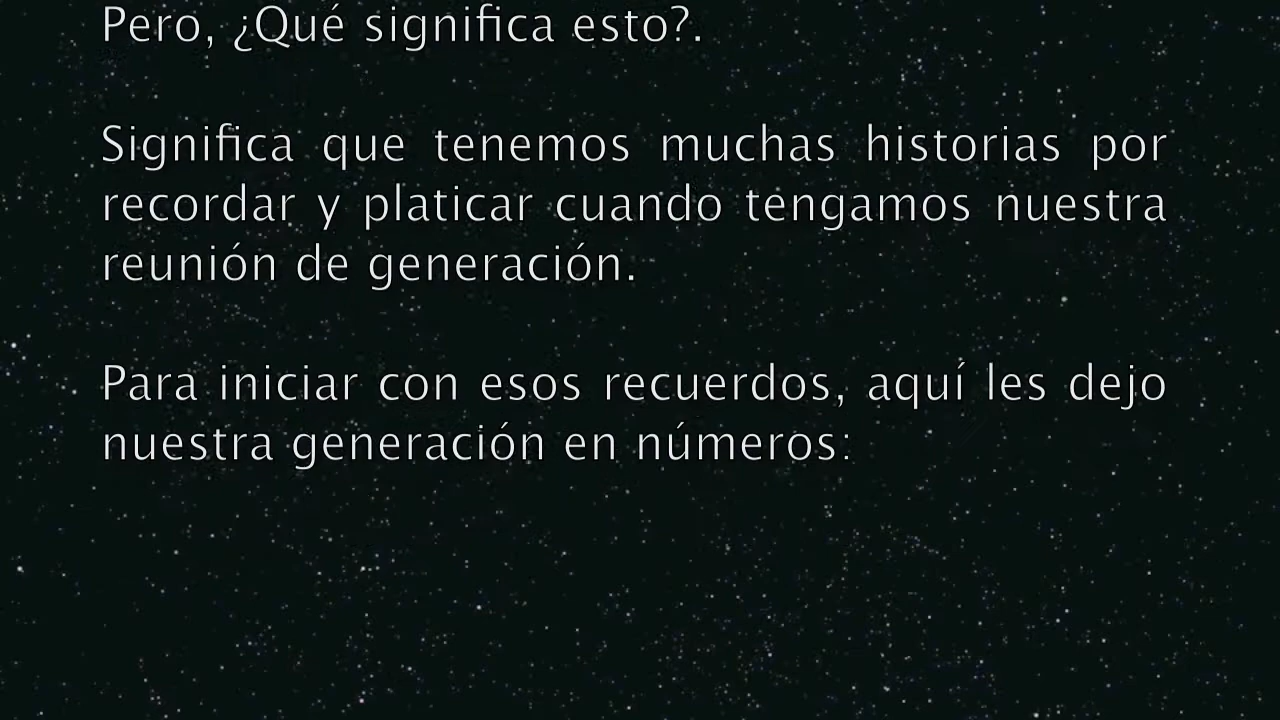 Pero, ¿Qué significa esto?.
Significa que tenemos muchas historias por
recordar y platicar cuando tengamos nuestra
reunión de generación.
Para iniciar con esos recuerdos, aquí les dejo
nuestra generación en números: